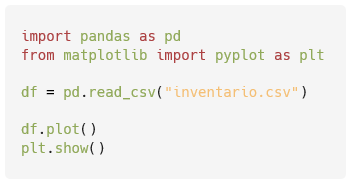 import pandas as pd
from matplotlib import pyplot as plt
df = pd.read_csv("inventario.csv")
df.plot()
plt.show()